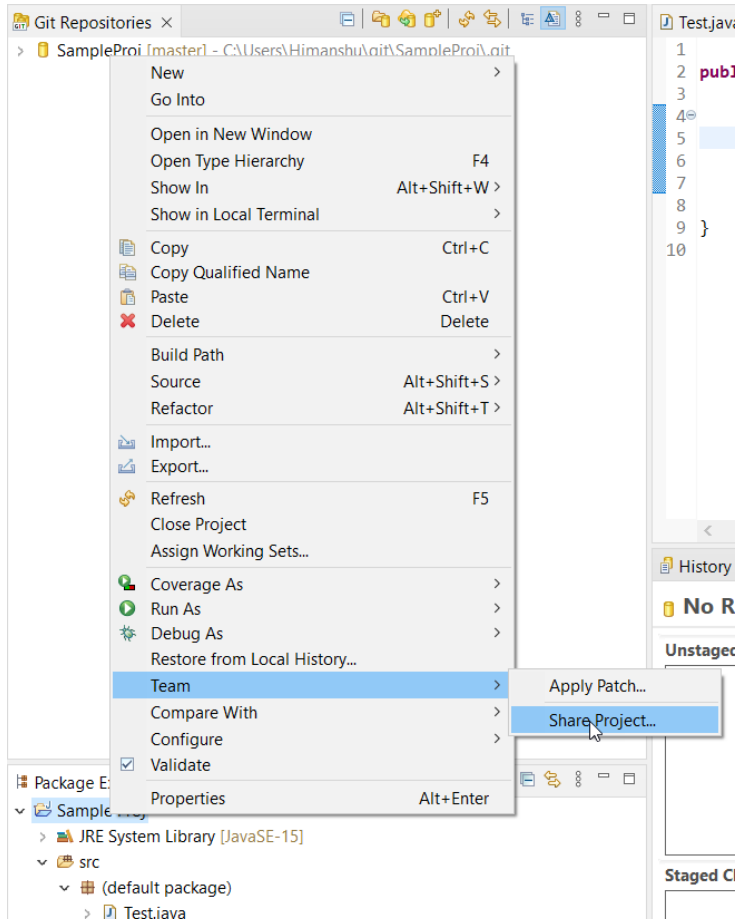 Git Repositories
Test.java
SampleProj [master] - C:\Users\Himanshu\git\SampleProj\.git
1
2 publ
3
4
5
6
7
8
9 }
10
New
Go Into
Open in New Window
Open Type Hierarchy F4
Show In Alt+Shift+W
Show in Local Terminal
Copy Ctrl+C
Copy Qualified Name
Paste Ctrl+V
Delete Delete
Build Path
Source Alt+Shift+S
Refactor Alt+Shift+T
Import...
Export...
Refresh F5
Close Project
Assign Working Sets...
Coverage As
Run As
Debug As
Restore from Local History...
Team
Compare With
Configure
Validate
Properties Alt+Enter
Apply Patch...
Share Project...
History
No R
Unstaged
Staged Cl
Package E
Sample Proj
JRE System Library [JavaSE-15]
src
(default package)
Test.java